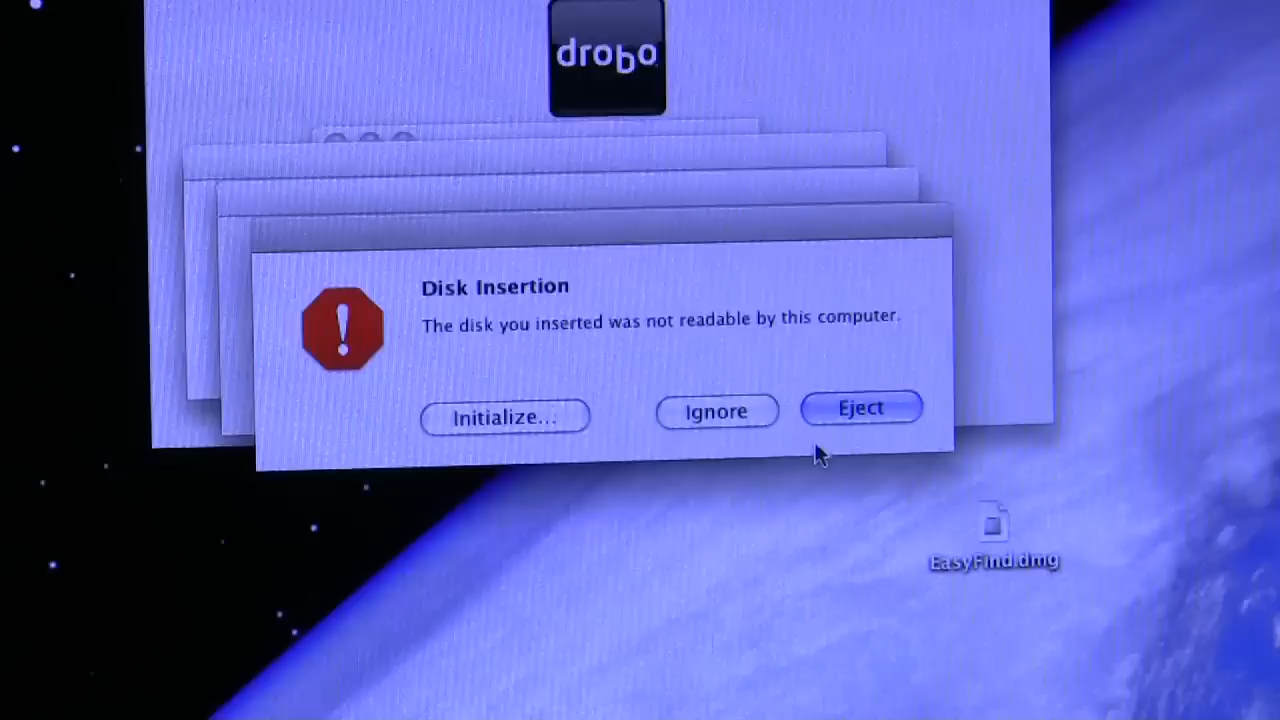 drobo
Disk Insertion
The disk you inserted was not readable by this computer.
Initialize...
Ignore
Eject
EasyFind.dmg